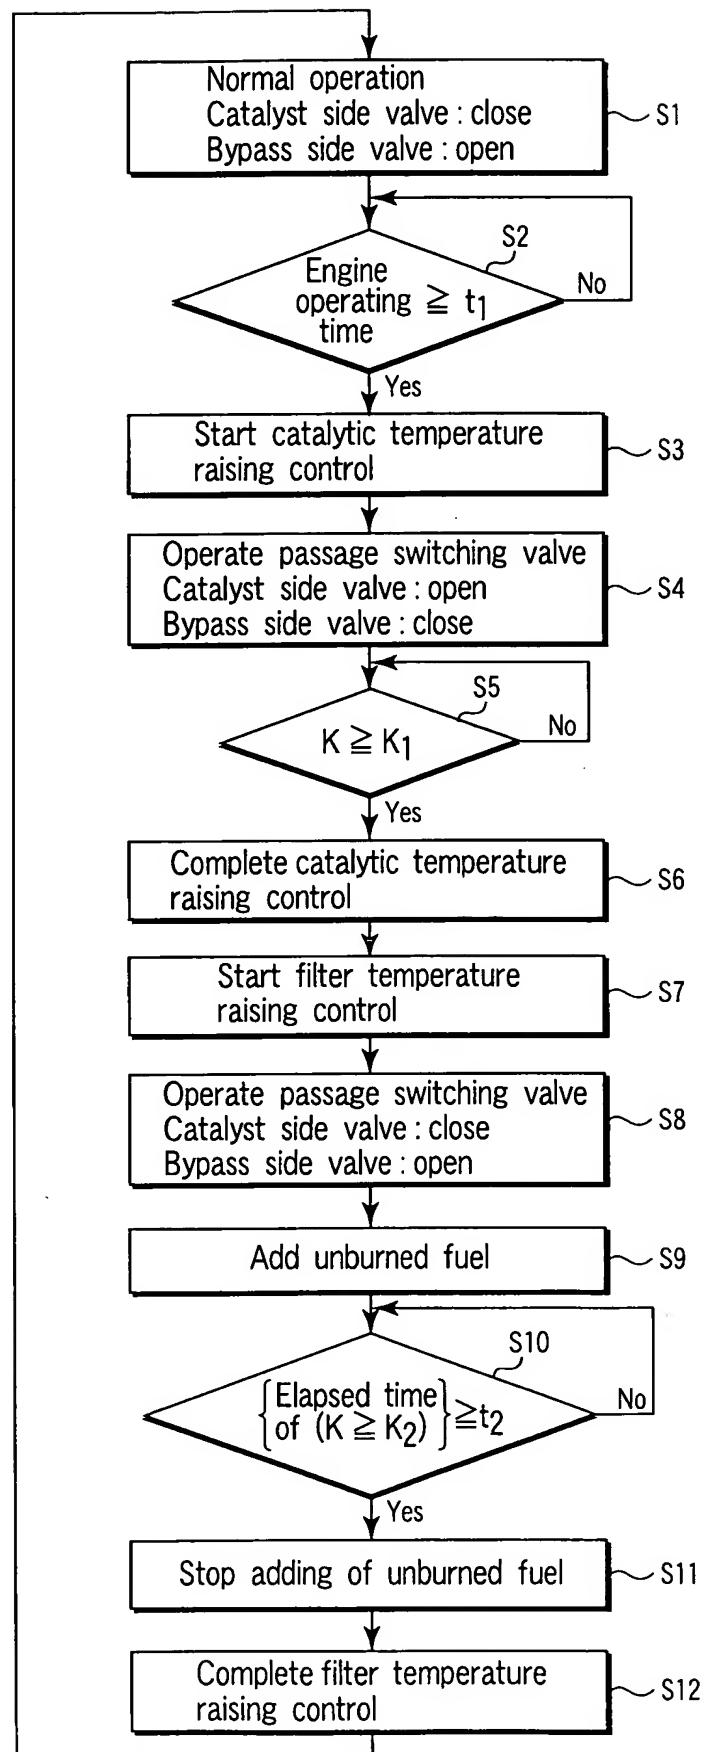 Normal operation
Catalyst side valve : close
Bypass side valve : open
S1
S2
Engine
operating ≧ t1
time
No
Yes
Start catalytic temperature
raising control
S3
Operate passage switching valve
Catalyst side valve : open
Bypass side valve : close
S4
S5
K ≧ K1
No
Yes
Complete catalytic temperature
raising control
S6
Start filter temperature
raising control
S7
Operate passage switching valve
Catalyst side valve : close
Bypass side valve : open
S8
Add unburned fuel
S9
S10
{Elapsed time
of (K ≧ K2)} ≧ t2
No
Yes
Stop adding of unburned fuel
S11
Complete filter temperature
raising control
S12